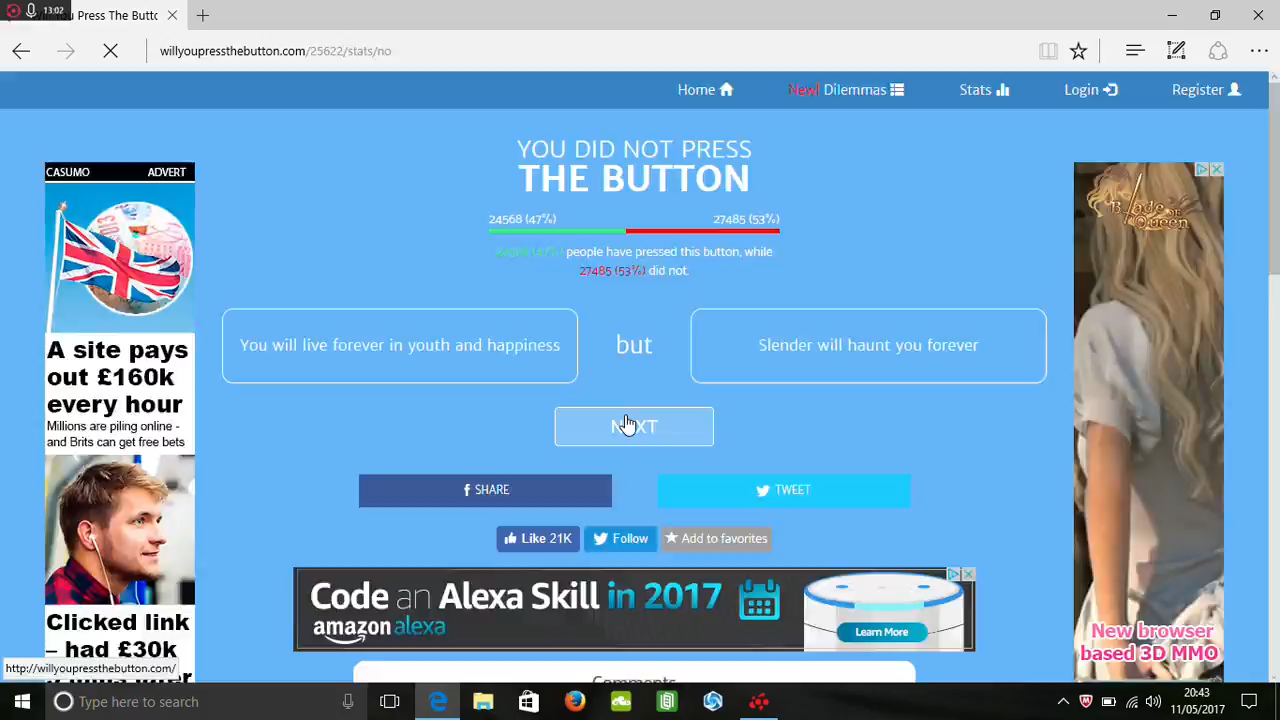 13:02
Will You Press The Butto
willyoupressthebutton.com/25622/stats/no
Home
New! Dilemmas
Stats
Login
Register
YOU DID NOT PRESS
THE BUTTON
24568 (47%) 27485 (53%)
24568 (47%) people have pressed this button, while
27485 (53%) did not.
You will live forever in youth and happiness
but
Slender will haunt you forever
NEXT
SHARE
TWEET
Like 21K
Follow
Add to favorites
CASUMO ADVERT
A site pays
out £160k
every hour
Millions are piling online -
and Brits can get free bets
Clicked link
– had £30k
Blade of
Queen
New browser
based 3D MMO
Code an Alexa Skill in 2017
amazon alexa
Learn More
Comments
http://willyoupressthebutton.com/
Type here to search
20:43
11/05/2017